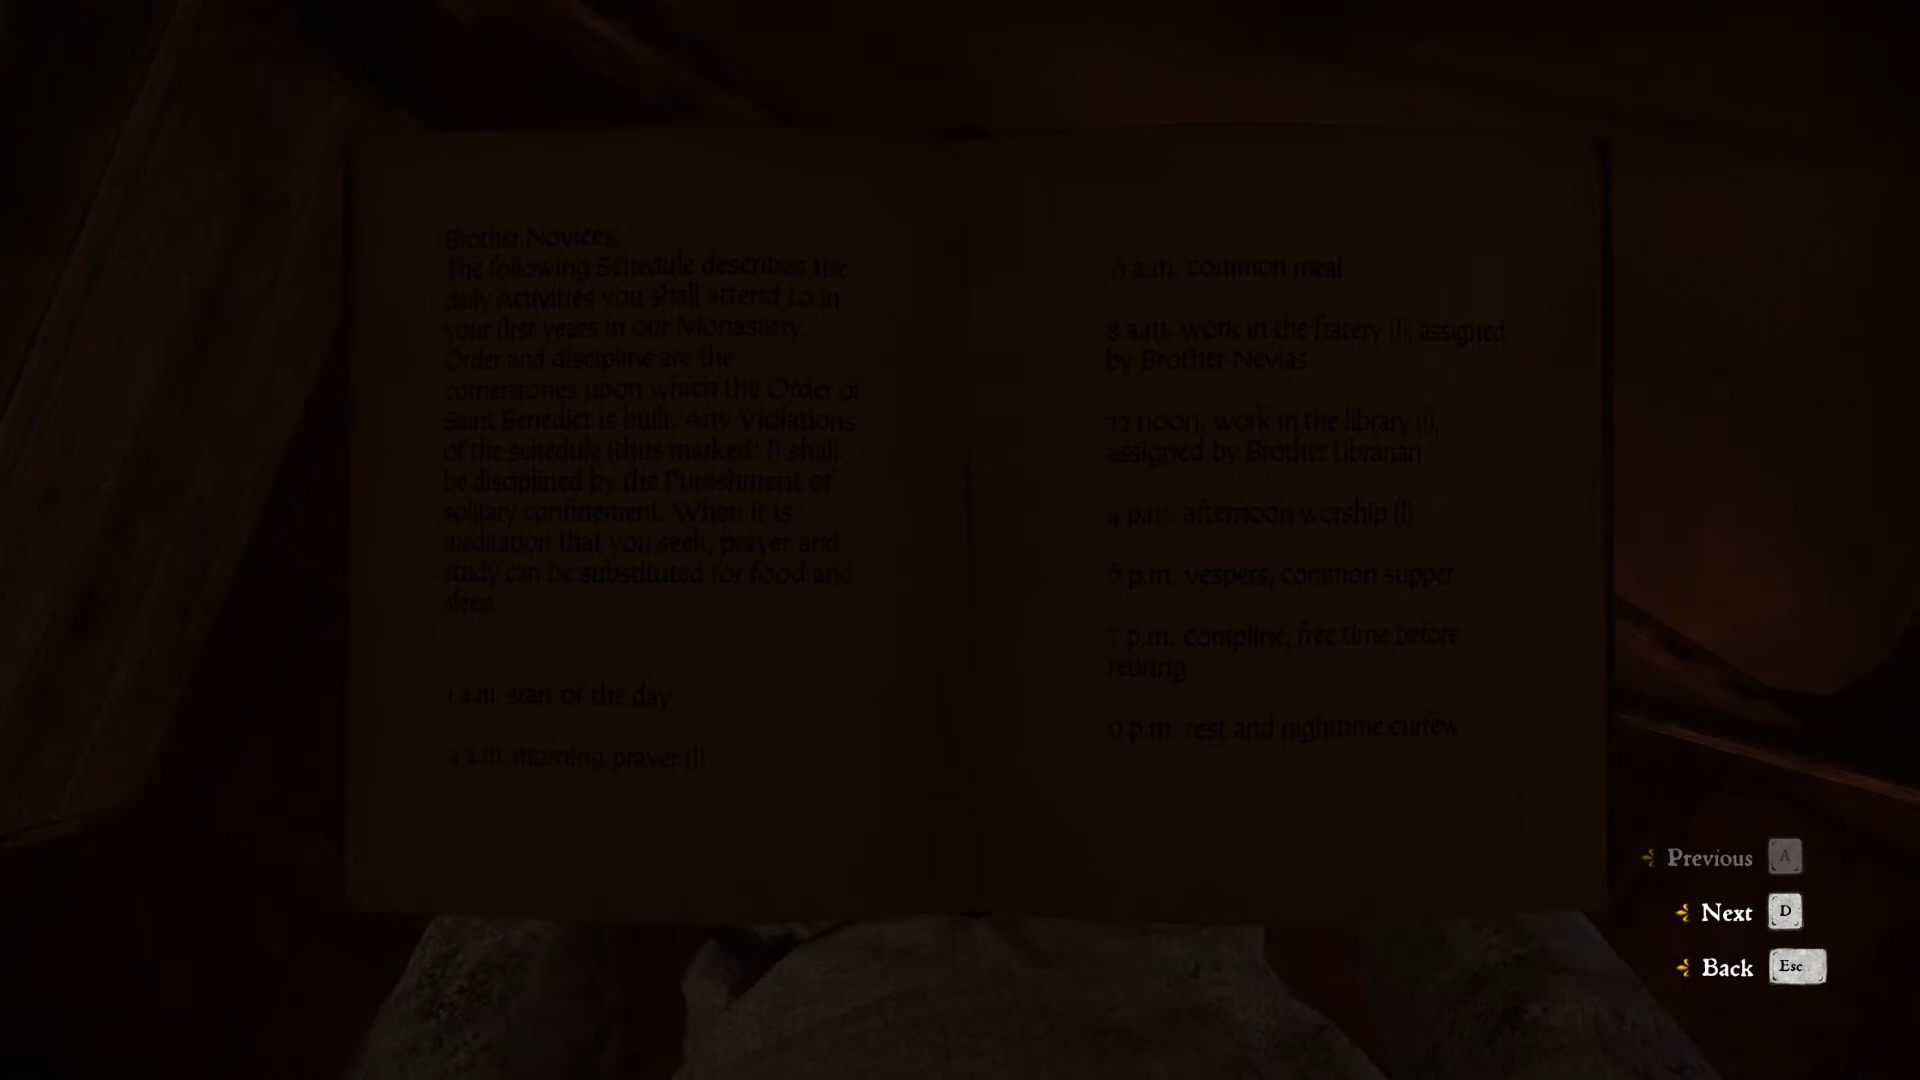 Brother Novices,
The following Schedule describes the
daily Activities you shall attend to in
your first years in our Monastery.
Order and discipline are the
cornerstones upon which the Order of
Saint Benedict is built. Any Violations
of the schedule (thus marked: !) shall
be disciplined by the Punishment of
solitary confinement. When it is
meditation that you seek, prayer and
study can be substituted for food and
sleep.
a.m. start of the day
4 a.m. morning prayer (!)
a.m. common meal
8 a.m. work in the fratery (!), assigned
by Brother Nevlas
12 noon, work in the library (!),
assigned by Brother Librarian
4 p.m. afternoon worship (!)
6 p.m. vespers, common supper
7 p.m. compline, free time before
retiring
9 p.m. rest and nighttime curfew
Previous A
Next D
Back Esc